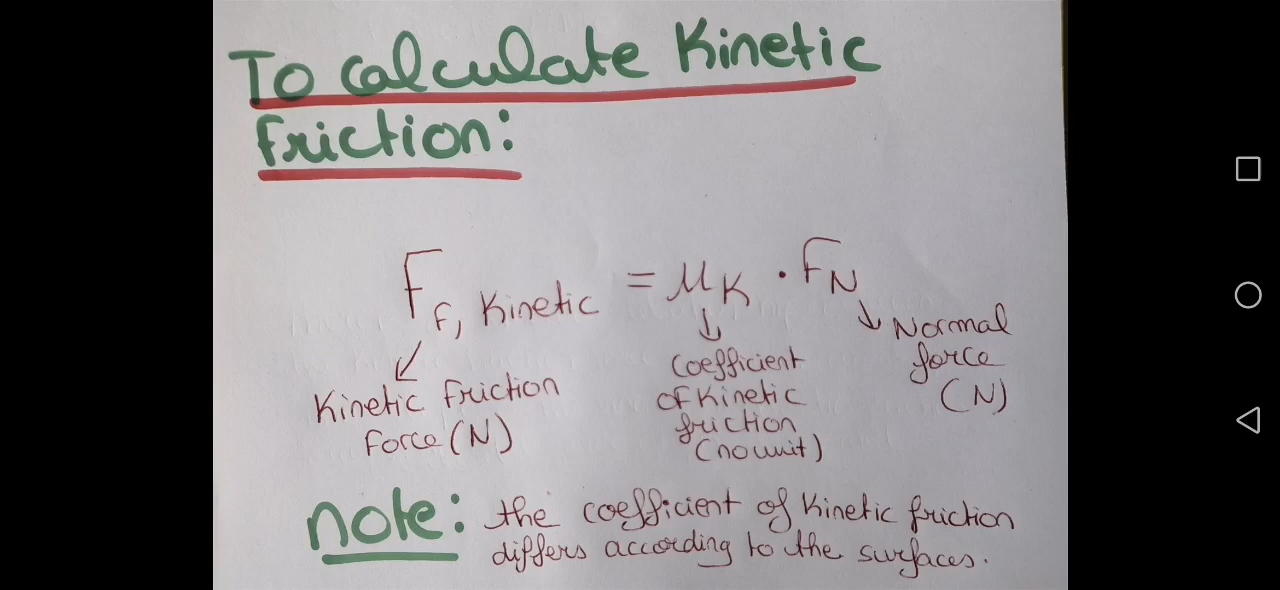 To calculate Kinetic
friction:
F f, Kinetic = μK · FN
Kinetic friction
force (N)
Coefficient
of Kinetic
friction
(no unit)
Normal
force
(N)
note: the coefficient of Kinetic friction
differs according to the surfaces.